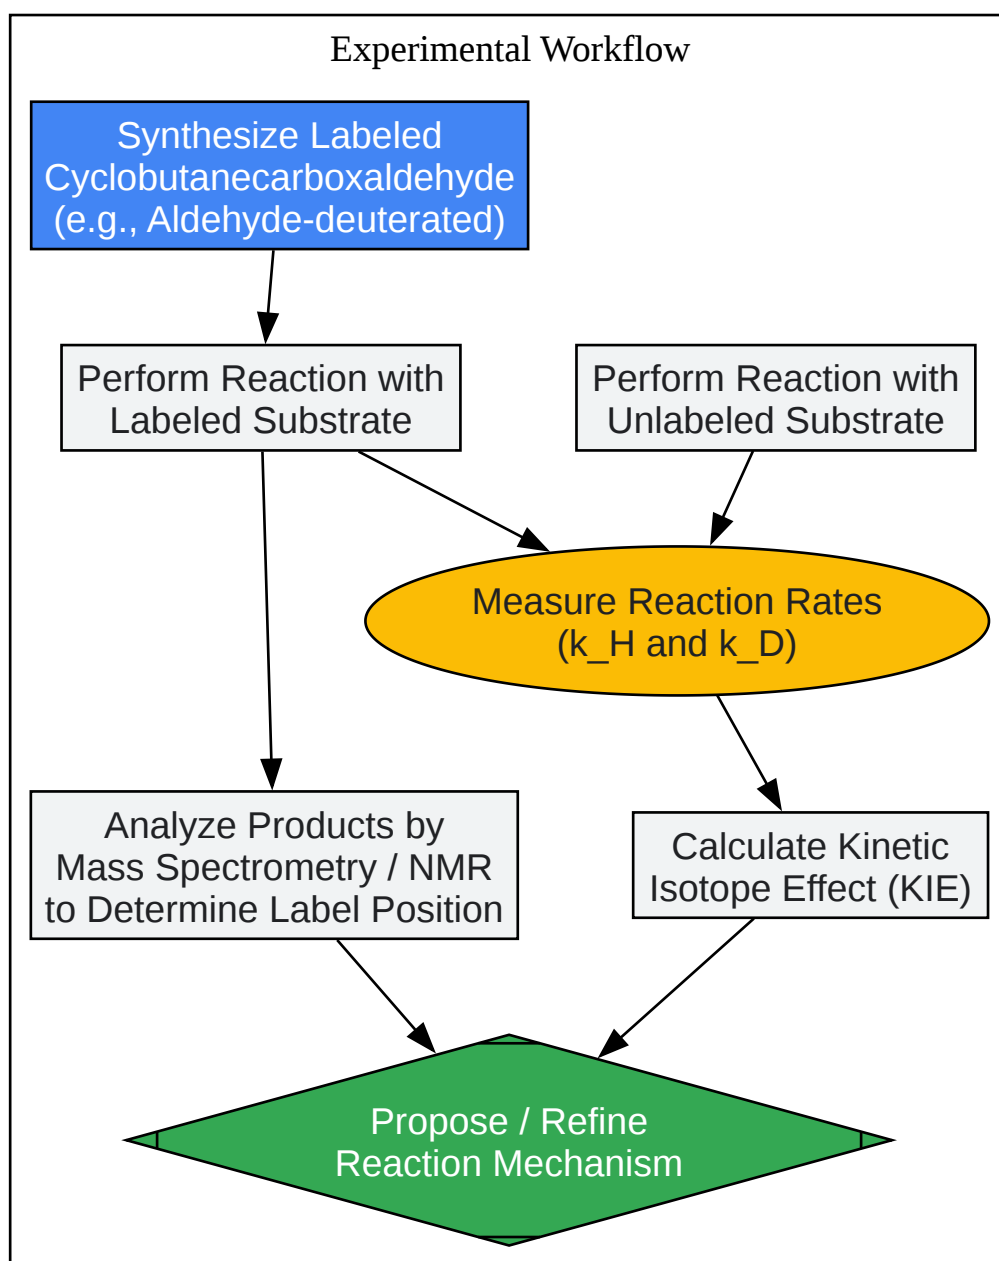 Experimental Workflow
Synthesize Labeled
Cyclobutanecarboxaldehyde
(e.g., Aldehyde-deuterated)
Perform Reaction with
Labeled Substrate
Perform Reaction with
Unlabeled Substrate
Measure Reaction Rates
(k_H and k_D)
Analyze Products by
Mass Spectrometry / NMR
to Determine Label Position
Calculate Kinetic
Isotope Effect (KIE)
Propose / Refine
Reaction Mechanism